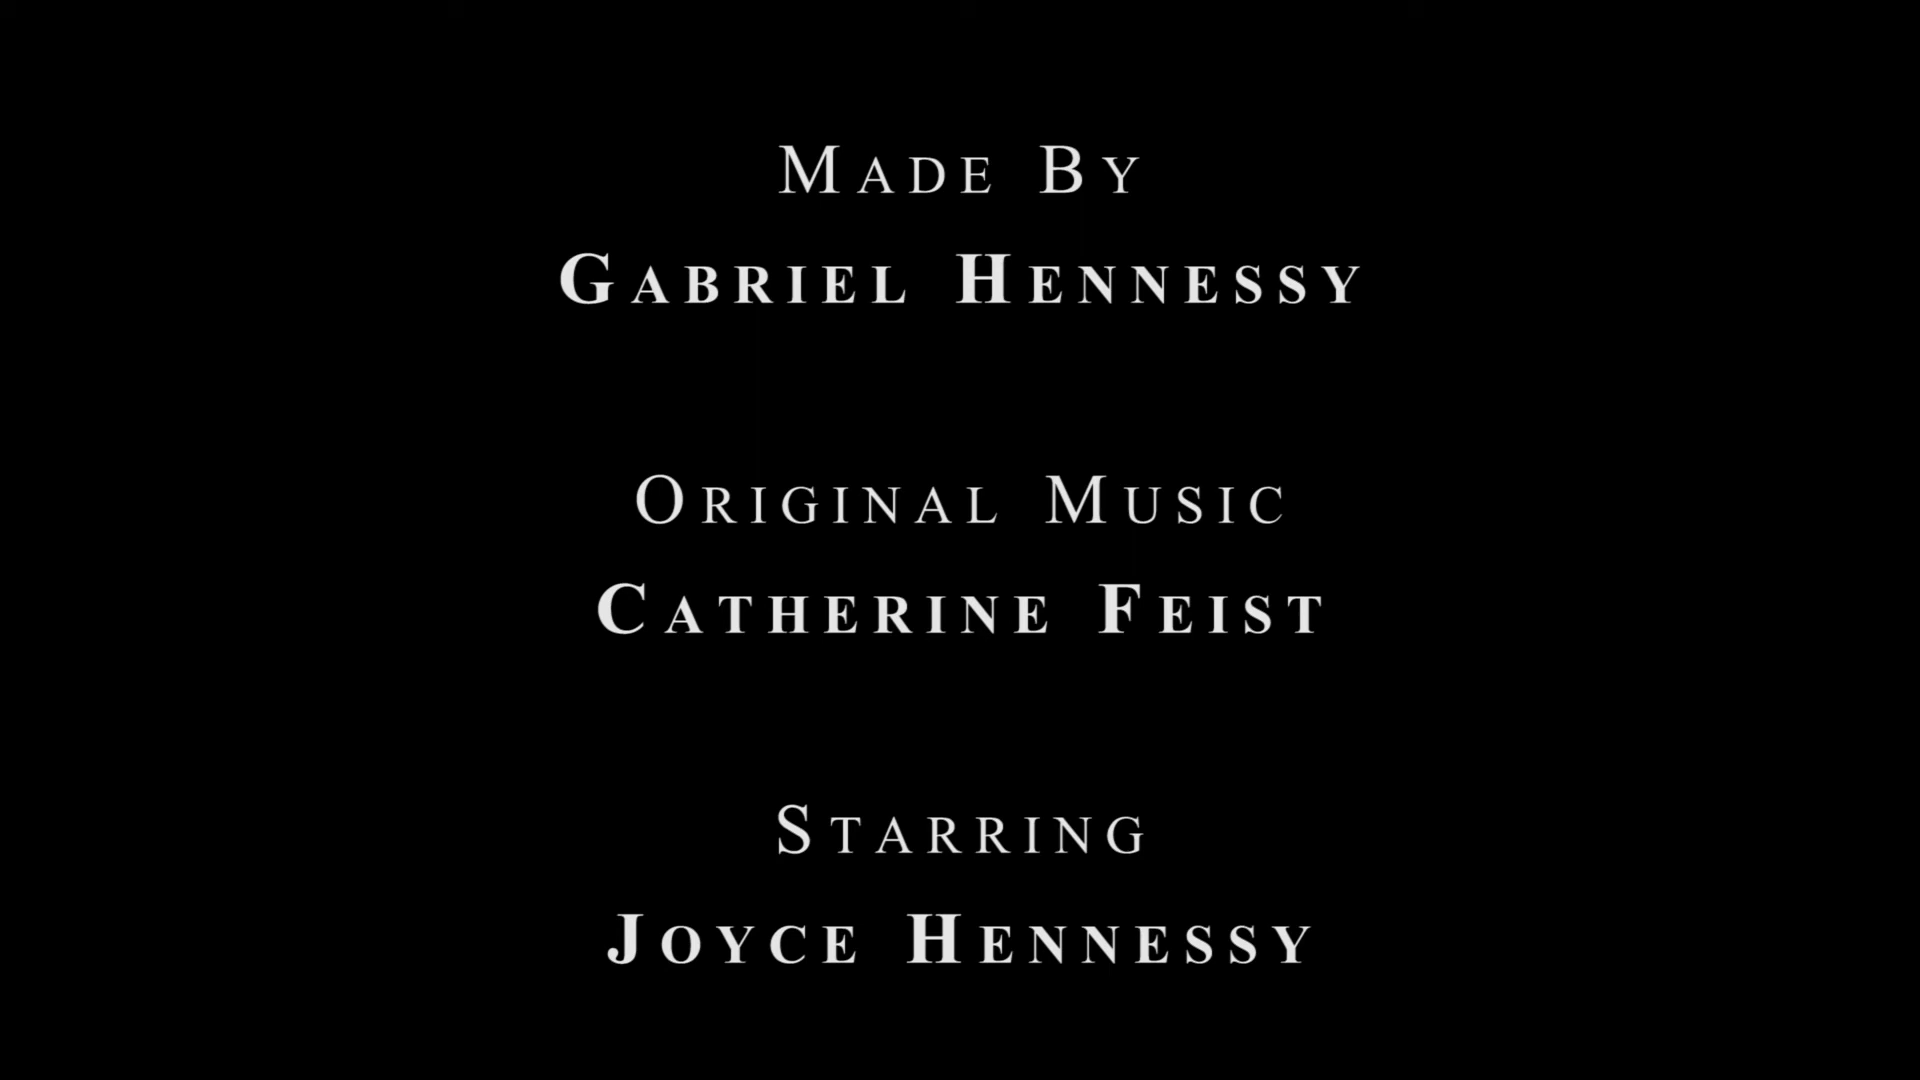 Made By
Gabriel Hennessy
Original Music
Catherine Feist
Starring
Joyce Hennessy